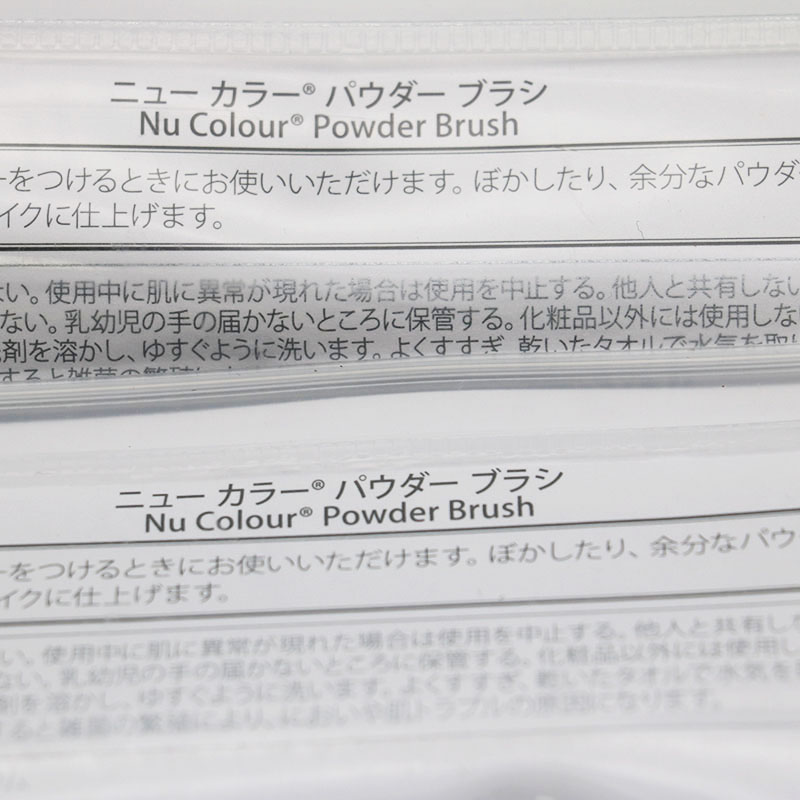 ニュー カラー® パウダー ブラシ
Nu Colour® Powder Brush
ーをつけるときにお使いいただけます。ぼかしたり、余分なパウダ
イクに仕上げます。
い。使用中に肌に異常が現れた場合は使用を中止する。他人と共有しない
ない。乳幼児の手の届かないところに保管する。化粧品以外には使用しな
剤を溶かし、ゆすぐように洗います。よくすすぎ、乾いたタオルで水気を取り
すると雑菌の繁殖に
ニュー カラー® パウダー ブラシ
Nu Colour® Powder Brush
ーをつけるときにお使いいただけます。ぼかしたり、余分なパウ
イクに仕上げます。
い。使用中に肌に異常が現れた場合は使用を中止する。他人と共有し
ない。乳幼児の手の届かないところに保管する。化粧品以外には使用し
剤を溶かし、ゆすぐように洗います。よくすすぎ、乾いたタオルで水気を
すると雑菌の繁殖により、においや肌トラブルの原因になります。